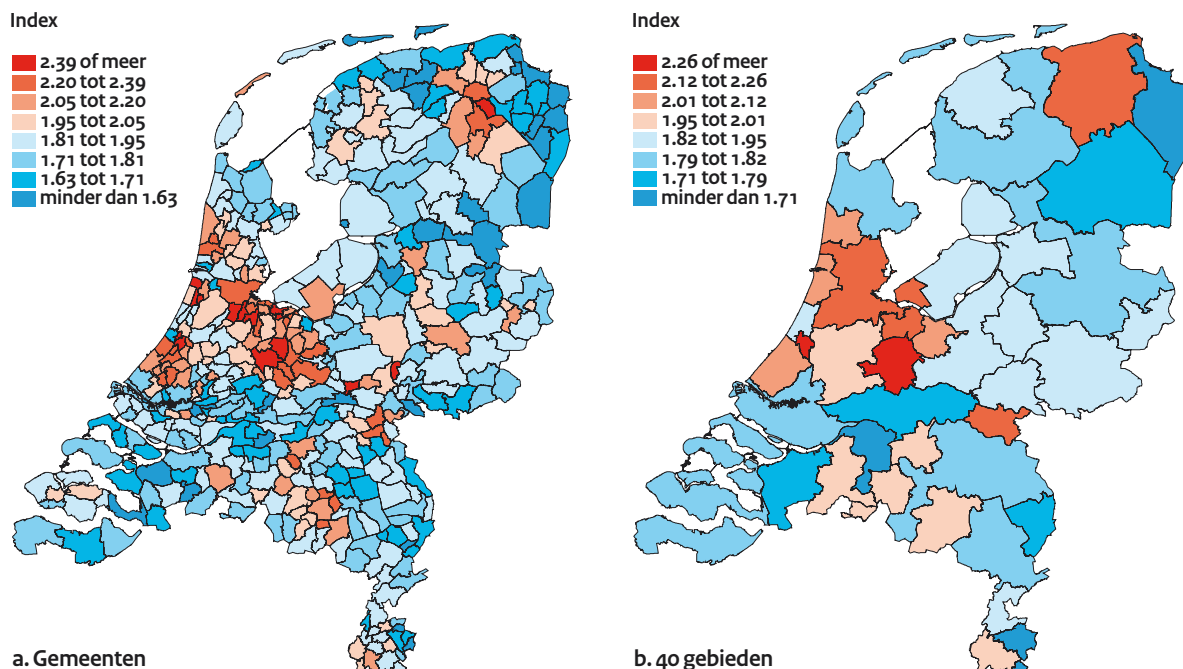 Index
2.39 of meer
2.20 tot 2.39
2.05 tot 2.20
1.95 tot 2.05
1.81 tot 1.95
1.71 tot 1.81
1.63 tot 1.71
minder dan 1.63
a. Gemeenten
Index
2.26 of meer
2.12 tot 2.26
2.01 tot 2.12
1.95 tot 2.01
1.82 tot 1.95
1.79 tot 1.82
1.71 tot 1.79
minder dan 1.71
b. 40 gebieden